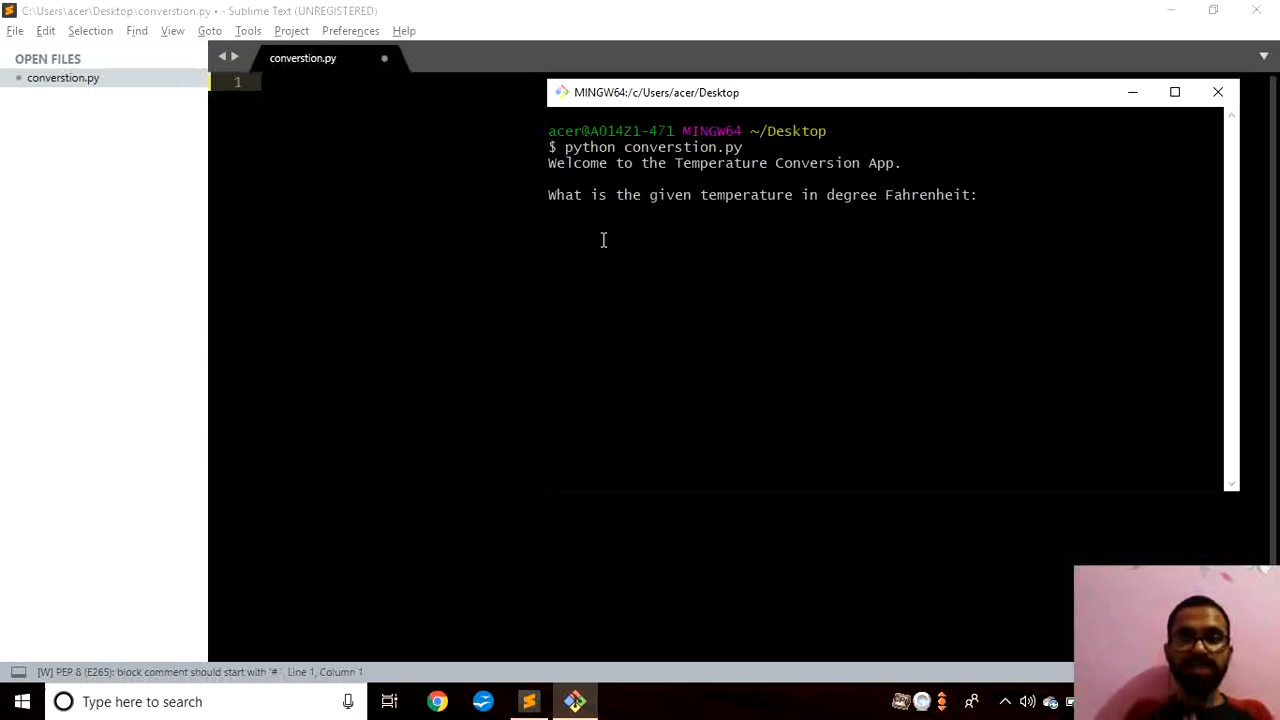 C:\Users\acer\Desktop\converstion.py • - Sublime Text (UNREGISTERED)
File Edit Selection Find View Goto Tools Project Preferences Help
OPEN FILES
converstion.py
converstion.py
1
MINGW64:/c/Users/acer/Desktop
acer@AO14Z1-471 MINGW64 ~/Desktop
$ python converstion.py
Welcome to the Temperature Conversion App.
What is the given temperature in degree Fahrenheit:
[W] PEP 8 (E265): block comment should start with '# ', Line 1, Column 1
Type here to search